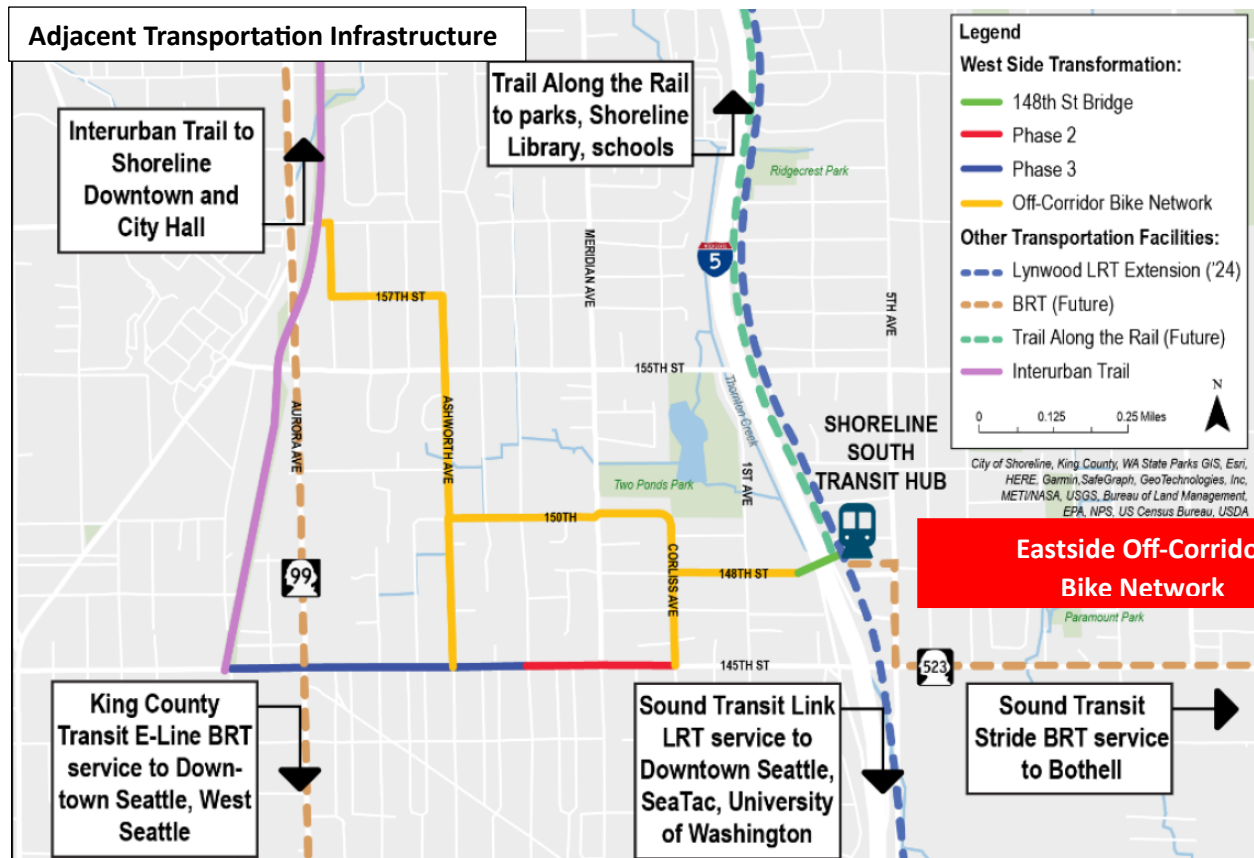 Adjacent Transportation Infrastructure
Interurban Trail to
Shoreline
Downtown and
City Hall
Trail Along the Rail
to parks, Shoreline
Library, schools
Legend
West Side Transformation:
148th St Bridge
Phase 2
Phase 3
Off-Corridor Bike Network
Other Transportation Facilities:
Lynwood LRT Extension ('24)
BRT (Future)
Trail Along the Rail (Future)
Interurban Trail
N
0 0.125 0.25 Miles
City of Shoreline, King County, WA State Parks GIS, Esri,
HERE, Garmin,SafeGraph, GeoTechnologies, Inc,
METI/NASA, USGS, Bureau of Land Management,
EPA, NPS, US Census Bureau, USDA
Ridgecrest Park
MERIDIAN AVE
5
5TH AVE
157TH ST
155TH ST
AURORA AVE
ASHWORTH AVE
Thornton Creek
SHORELINE
SOUTH
TRANSIT HUB
Two Ponds Park
1ST AVE
150TH
CORLISS AVE
148TH ST
99
Eastside Off-Corrido
Bike Network
Paramount Park
145TH ST
523
King County
Transit E-Line BRT
service to Down-
town Seattle, West
Seattle
Sound Transit Link
LRT service to
Downtown Seattle,
SeaTac, University
of Washington
Sound Transit
Stride BRT service
to Bothell